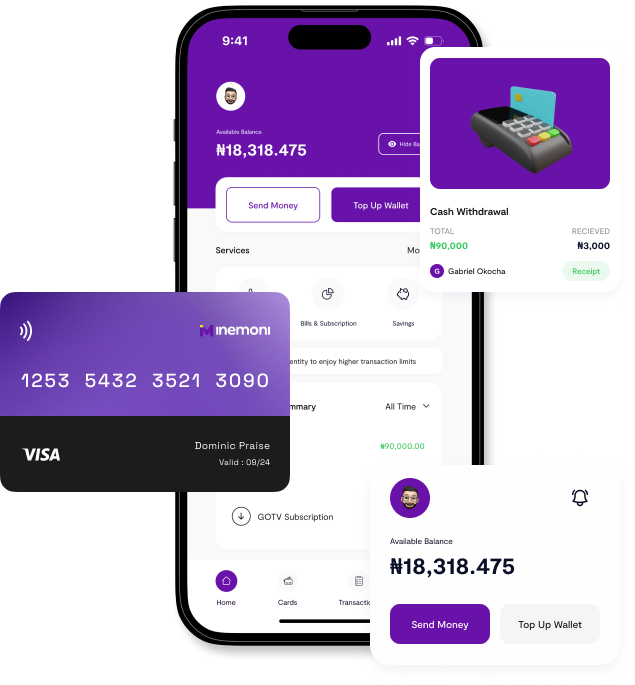 9:41
Available Balance
₦18,318.475
Hide Ba
Send Money
Top Up Wallet
Services
Mo
Bills & Subscription
Savings
entity to enjoy higher transaction limits
mmary
All Time
₦90,000.00
GOTV Subscription
Home
Cards
Transactic
Cash Withdrawal
TOTAL
RECIEVED
₦90,000
₦3,000
G
Gabriel Okocha
Receipt
Minemoni
1253 5432 3521 3090
VISA
Dominic Praise
Valid : 09/24
Available Balance
₦18,318.475
Send Money
Top Up Wallet